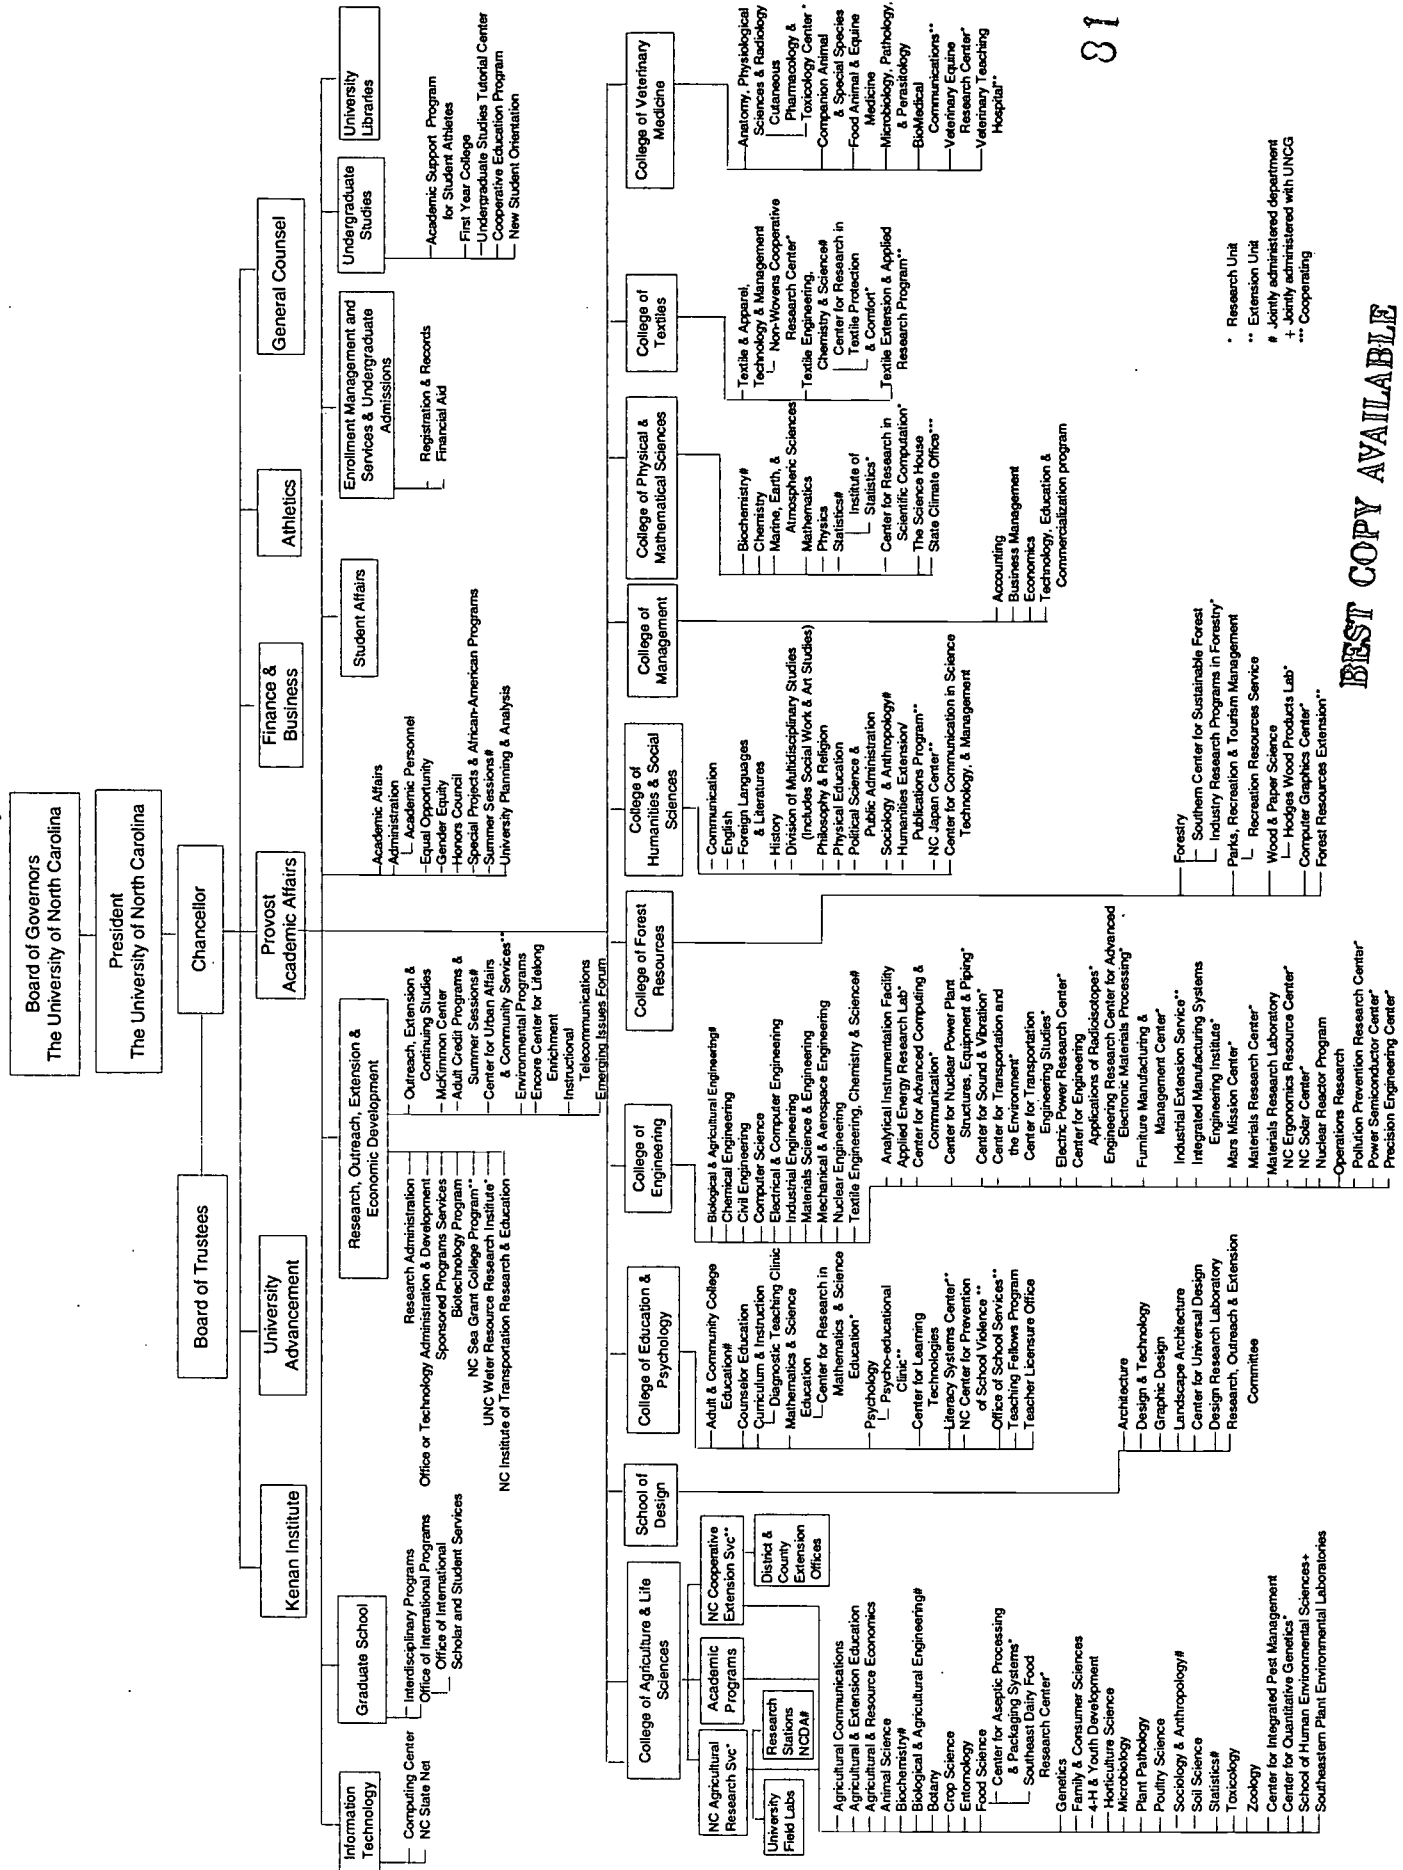 Board of Governors
The University of North Carolina
President
The University of North Carolina
Chancellor
Board of Trustees
Kenan Institute
University
Advancement
Provost
Academic Affairs
Finance &
Business
Athletics
General Counsel
Information
Technology
Computing Center
NC State Net
Graduate School
Interdisciplinary Programs
Office of International Programs
Office of International
Scholar and Student Services
Research, Outreach, Extension &
Economic Development
Research Administration
Office or Technology Administration & Development
Sponsored Programs Services
Biotechnology Program
NC Sea Grant College Program**
UNC Water Resource Research Institute*
NC Institute of Transportation Research & Education
Outreach, Extension &
Continuing Studies
McKimmon Center
Adult Credit Programs &
Summer Sessions#
Center for Urban Affairs
& Community Services**
Environmental Programs
Encore Center for Lifelong
Enrichment
Instructional
Telecommunications
Emerging Issues Forum
Academic Affairs
Administration
Academic Personnel
Equal Opportunity
Gender Equity
Honors Council
Special Projects & African-American Programs
Summer Sessions#
University Planning & Analysis
Student Affairs
Enrollment Management and
Services & Undergraduate
Admissions
Registration & Records
Financial Aid
Undergraduate
Studies
Academic Support Program
for Student Athletes
First Year College
Undergraduate Studies Tutorial Center
Cooperative Education Program
New Student Orientation
University
Libraries
College of Agriculture & Life
Sciences
NC Agricultural
Research Svc*
Academic
Programs
NC Cooperative
Extension Svc**
University
Field Labs
Research
Stations
NCDA#
District &
County
Extension
Offices
Agricultural Communications
Agricultural & Extension Education
Agricultural & Resource Economics
Animal Science
Biochemistry#
Biological & Agricultural Engineering#
Botany
Crop Science
Entomology
Food Science
Center for Aseptic Processing
& Packaging Systems*
Southeast Dairy Food
Research Center*
Genetics
Family & Consumer Sciences
4-H & Youth Development
Horticulture Science
Microbiology
Plant Pathology
Poultry Science
Sociology & Anthropology#
Soil Science
Statistics#
Toxicology
Zoology
Center for Integrated Pest Management
Center for Quantitative Genetics*
School of Human Environmental Sciences+
Southeastern Plant Environmental Laboratories
School of
Design
Architecture
Design & Technology
Graphic Design
Landscape Architecture
Center for Universal Design
Design Research Laboratory
Research, Outreach & Extension
Committee
College of Education &
Psychology
Adult & Community College
Education#
Counselor Education
Curriculum & Instruction
Diagnostic Teaching Clinic
Mathematics & Science
Education
Center for Research in
Mathematics & Science
Education*
Psychology
Psycho-educational
Clinic**
Center for Learning
Technologies
Literacy Systems Center**
NC Center for Prevention
of School Violence **
Office of School Services**
Teaching Fellows Program
Teacher Licensure Office
College of
Engineering
Biological & Agricultural Engineering#
Chemical Engineering
Civil Engineering
Computer Science
Electrical & Computer Engineering
Industrial Engineering
Materials Science & Engineering
Mechanical & Aerospace Engineering
Nuclear Engineering
Textile Engineering, Chemistry & Science#
Analytical Instrumentation Facility
Applied Energy Research Lab*
Center for Advanced Computing &
Communication*
Center for Nuclear Power Plant
Structures, Equipment & Piping*
Center for Sound & Vibration*
Center for Transportation and
the Environment*
Center for Transportation
Engineering Studies*
Electric Power Research Center*
Center for Engineering
Applications of Radioisotopes*
Engineering Research Center for Advanced
Electronic Materials Processing*
Furniture Manufacturing &
Management Center*
Industrial Extension Service**
Integrated Manufacturing Systems
Engineering Institute*
Mars Mission Center*
Materials Research Center*
Materials Research Laboratory
NC Ergonomics Resource Center*
NC Solar Center*
Nuclear Reactor Program
Operations Research
Pollution Prevention Research Center*
Power Semiconductor Center*
Precision Engineering Center*
College of Forest
Resources
Forestry
Southern Center for Sustainable Forest
Industry Research Programs in Forestry*
Parks, Recreation & Tourism Management
Recreation Resources Service
Wood & Paper Science
Hodges Wood Products Lab*
Computer Graphics Center*
Forest Resources Extension**
College of
Humanities & Social
Sciences
Communication
English
Foreign Languages
& Literatures
History
Division of Multidisciplinary Studies
(Includes Social Work & Art Studies)
Philosophy & Religion
Physical Education
Political Science &
Public Administration
Sociology & Anthropology#
Humanities Extension/
Publications Program**
NC Japan Center**
Center for Communication in Science
Technology, & Management
College of
Management
Accounting
Business Management
Economics
Technology, Education &
Commercialization program
College of Physical &
Mathematical Sciences
Biochemistry#
Chemistry
Marine, Earth, &
Atmospheric Sciences
Mathematics
Physics
Statistics#
Institute of
Statistics*
Center for Research in
Scientific Computation*
The Science House
State Climate Office***
College of
Textiles
Textile & Apparel,
Technology & Management
Non-Wovens Cooperative
Research Center*
Textile Engineering,
Chemistry & Science#
Center for Research in
Textile Protection
& Comfort*
Textile Extension & Applied
Research Program**
College of Veterinary
Medicine
Anatomy, Physiological
Sciences & Radiology
Cutaneous
Pharmacology &
Toxicology Center *
Companion Animal
& Special Species
Food Animal & Equine
Medicine
Microbiology, Pathology,
& Perasitology
BioMedical
Communications**
Veterinary Equine
Research Center*
Veterinary Teaching
Hospital**
* Research Unit
** Extension Unit
# Jointly administered department
+ Jointly administered with UNCG
*** Cooperating
81
BEST COPY AVAILABLE